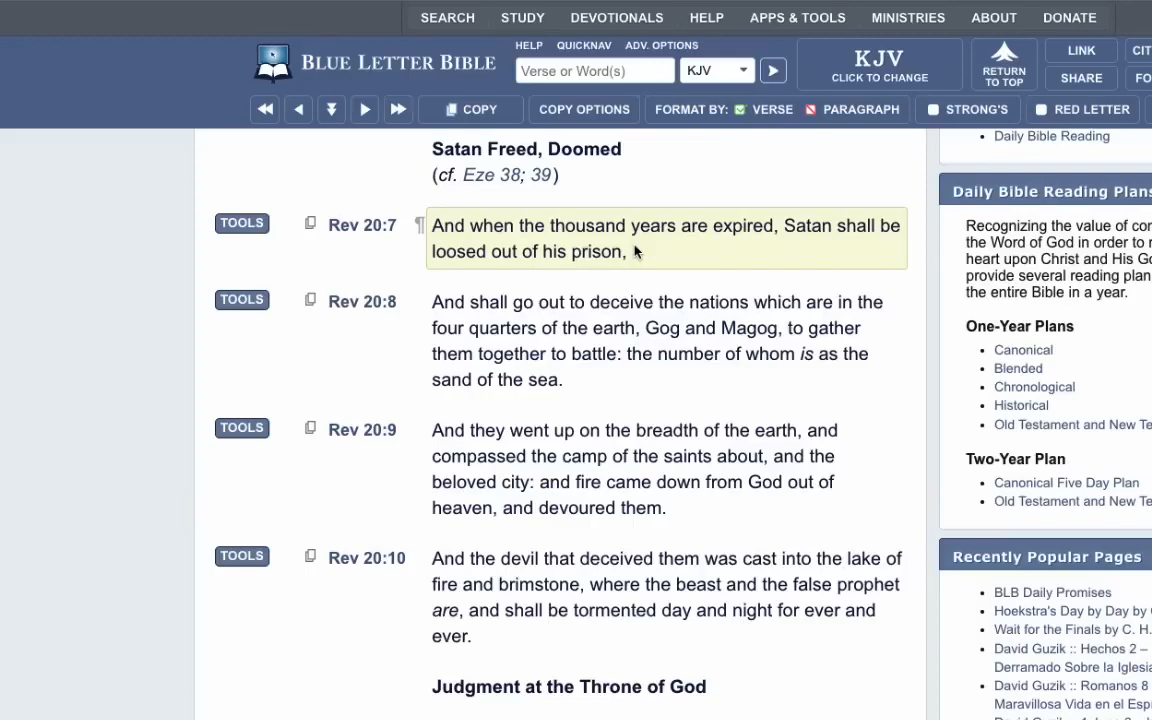 SEARCH STUDY DEVOTIONALS HELP APPS & TOOLS MINISTRIES ABOUT DONATE
BLUE LETTER BIBLE
HELP QUICKNAV ADV. OPTIONS
Verse or Word(s) KJV
KJV
CLICK TO CHANGE
RETURN
TO TOP
LINK
SHARE
CIT
FO
COPY COPY OPTIONS FORMAT BY: VERSE PARAGRAPH STRONG'S RED LETTER
Satan Freed, Doomed
(cf. Eze 38; 39)
TOOLS Rev 20:7 ¶ And when the thousand years are expired, Satan shall be
loosed out of his prison,
TOOLS Rev 20:8 And shall go out to deceive the nations which are in the
four quarters of the earth, Gog and Magog, to gather
them together to battle: the number of whom is as the
sand of the sea.
TOOLS Rev 20:9 And they went up on the breadth of the earth, and
compassed the camp of the saints about, and the
beloved city: and fire came down from God out of
heaven, and devoured them.
TOOLS Rev 20:10 And the devil that deceived them was cast into the lake of
fire and brimstone, where the beast and the false prophet
are, and shall be tormented day and night for ever and
ever.
Judgment at the Throne of God
Daily Bible Reading
Daily Bible Reading Plans
Recognizing the value of con
the Word of God in order to r
heart upon Christ and His Go
provide several reading plan
the entire Bible in a year.
One-Year Plans
Canonical
Blended
Chronological
Historical
Old Testament and New Te
Two-Year Plan
Canonical Five Day Plan
Old Testament and New Te
Recently Popular Pages
BLB Daily Promises
Hoekstra's Day by Day by
Wait for the Finals by C. H.
David Guzik :: Hechos 2 –
Derramado Sobre la Iglesia
David Guzik :: Romanos 8
Maravillosa Vida en el Espí